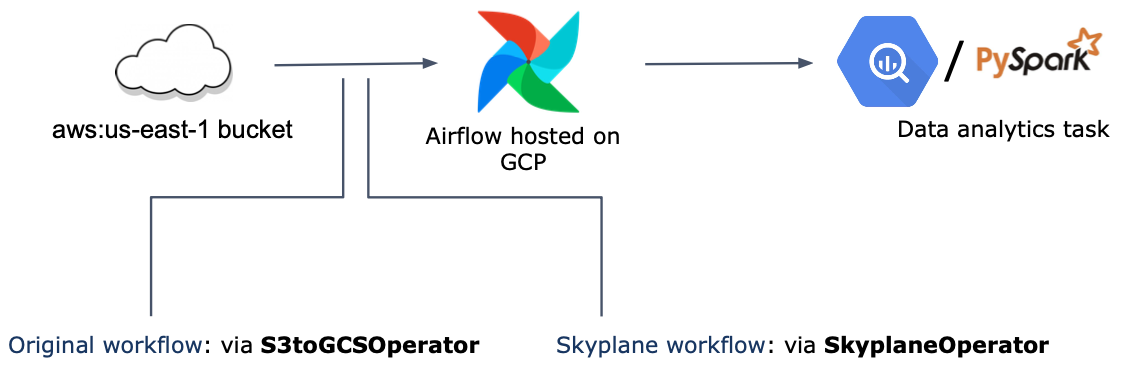 aws:us-east-1 bucket
Airflow hosted on
GCP
/ PySpark
Data analytics task
Original workflow: via S3toGCSOperator
Skyplane workflow: via SkyplaneOperator